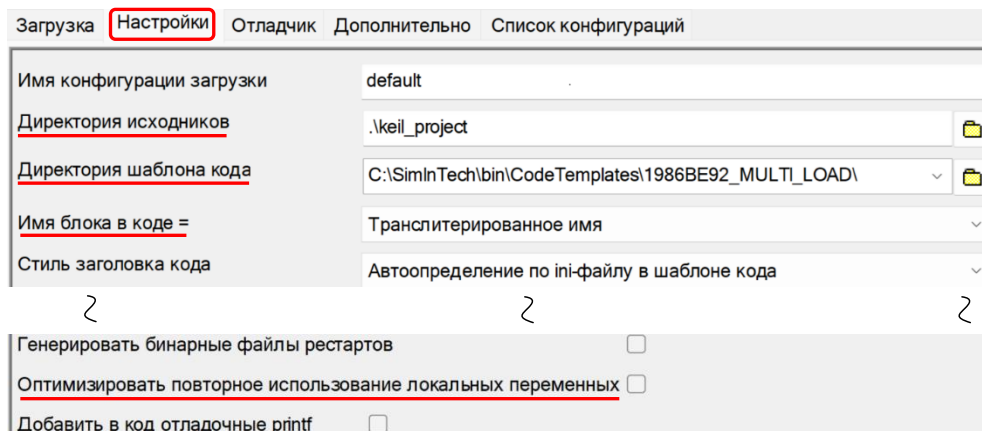 Загрузка Настройки Отладчик Дополнительно Список конфигураций
Имя конфигурации загрузки default
Директория исходников .\keil_project
Директория шаблона кода C:\SimInTech\bin\CodeTemplates\1986BE92_MULTI_LOAD\
Имя блока в коде = Транслитерированное имя
Стиль заголовка кода Автоопределение по ini-файлу в шаблоне кода
Генерировать бинарные файлы рестартов
Оптимизировать повторное использование локальных переменных
Добавить в код отладочные printf